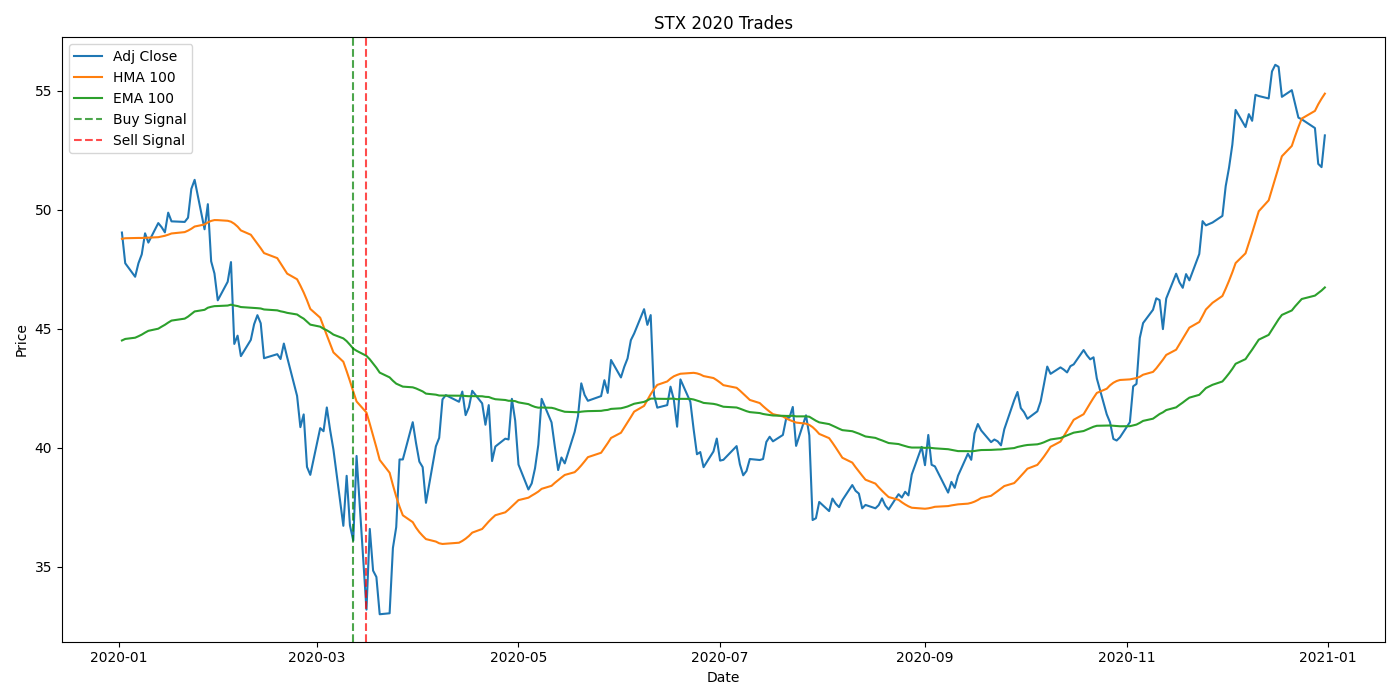 STX 2020 Trades
Adj Close
HMA 100
EMA 100
Buy Signal
Sell Signal
Price
55
50
45
40
35
2020-01 2020-03 2020-05 2020-07 2020-09 2020-11 2021-01
Date